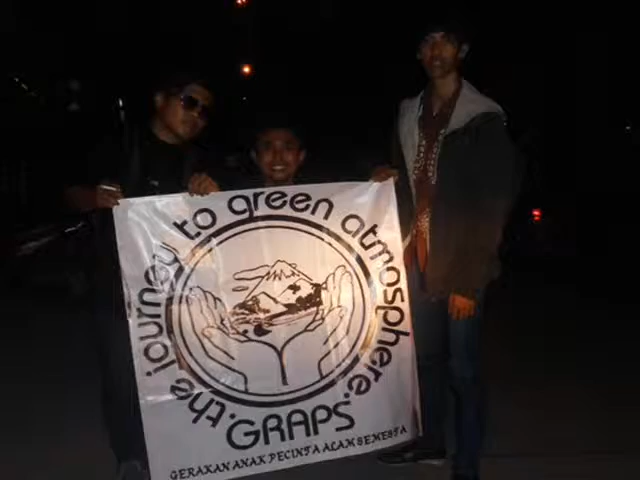 .the journey to green atmosphere.
GRAPS
GERAKAN ANAK PECINTA ALAM SEMESTA